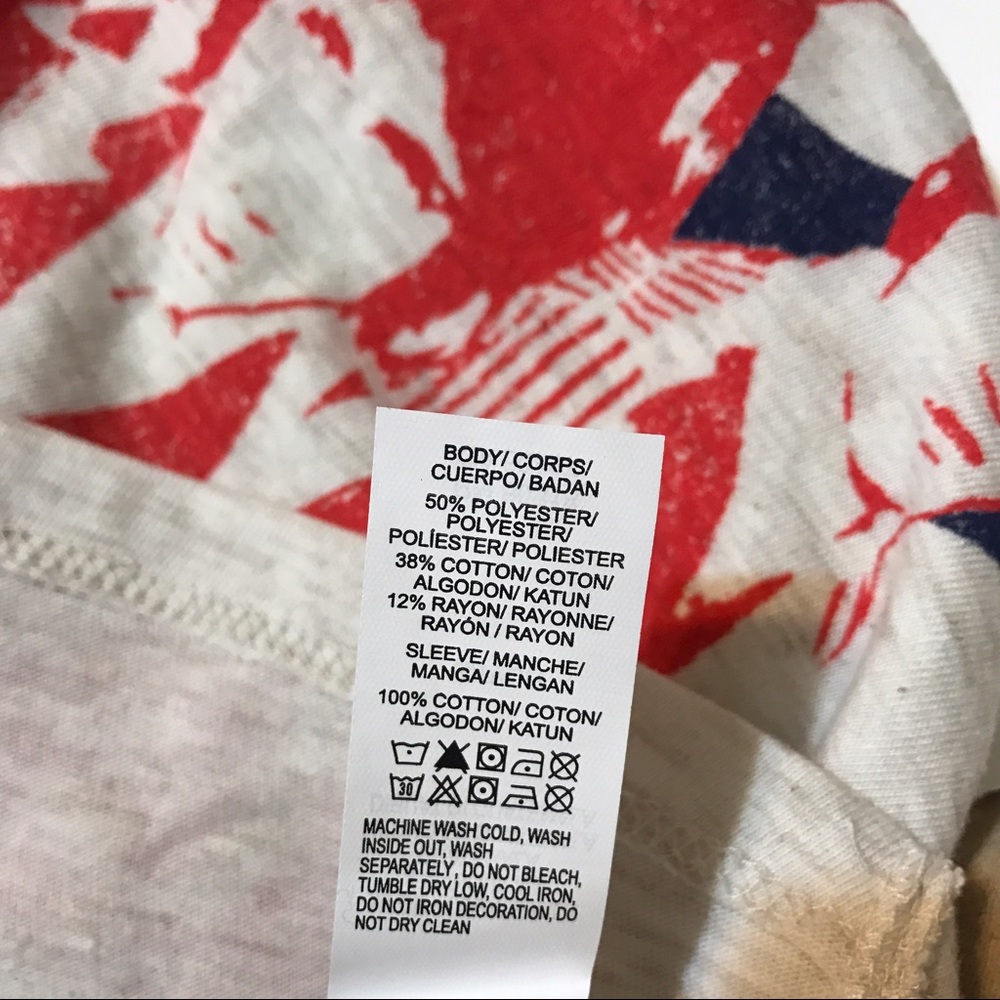 BODY/ CORPS/
CUERPO/ BADAN
50% POLYESTER/
POLYESTER/
POLÍESTER/ POLIESTER
38% COTTON/ COTON/
ALGODON/ KATUN
12% RAYON/ RAYONNE/
RAYÓN / RAYON
SLEEVE/ MANCHE/
MANGA/ LENGAN
100% COTTON/ COTON/
ALGODON/ KATUN
30
MACHINE WASH COLD, WASH
INSIDE OUT, WASH
SEPARATELY, DO NOT BLEACH,
TUMBLE DRY LOW, COOL IRON,
DO NOT IRON DECORATION, DO
NOT DRY CLEAN